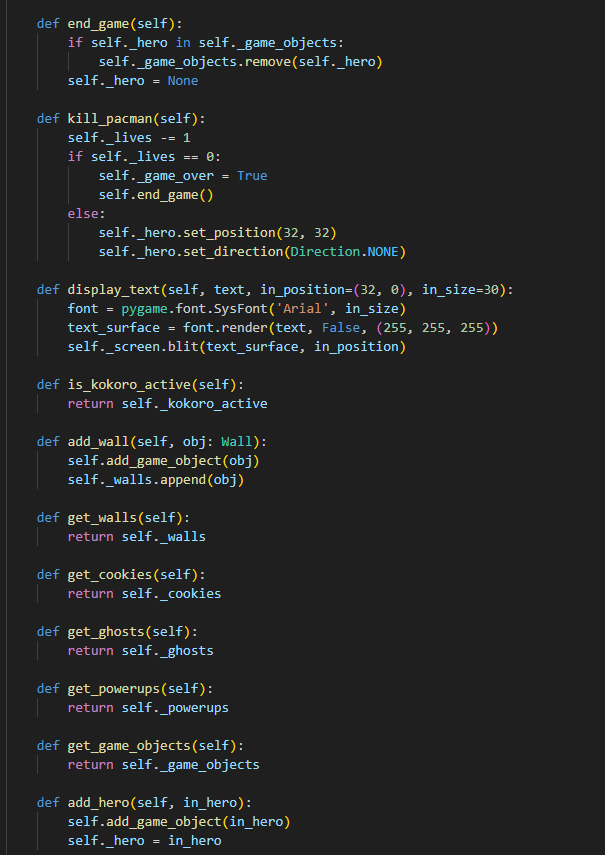 def end_game(self):
    if self._hero in self._game_objects:
        self._game_objects.remove(self._hero)
    self._hero = None
def kill_pacman(self):
    self._lives -= 1
    if self._lives == 0:
        self._game_over = True
        self.end_game()
    else:
        self._hero.set_position(32, 32)
        self._hero.set_direction(Direction.NONE)
def display_text(self, text, in_position=(32, 0), in_size=30):
    font = pygame.font.SysFont('Arial', in_size)
    text_surface = font.render(text, False, (255, 255, 255))
    self._screen.blit(text_surface, in_position)
def is_kokoro_active(self):
    return self._kokoro_active
def add_wall(self, obj: Wall):
    self.add_game_object(obj)
    self._walls.append(obj)
def get_walls(self):
    return self._walls
def get_cookies(self):
    return self._cookies
def get_ghosts(self):
    return self._ghosts
def get_powerups(self):
    return self._powerups
def get_game_objects(self):
    return self._game_objects
def add_hero(self, in_hero):
    self.add_game_object(in_hero)
    self._hero = in_hero